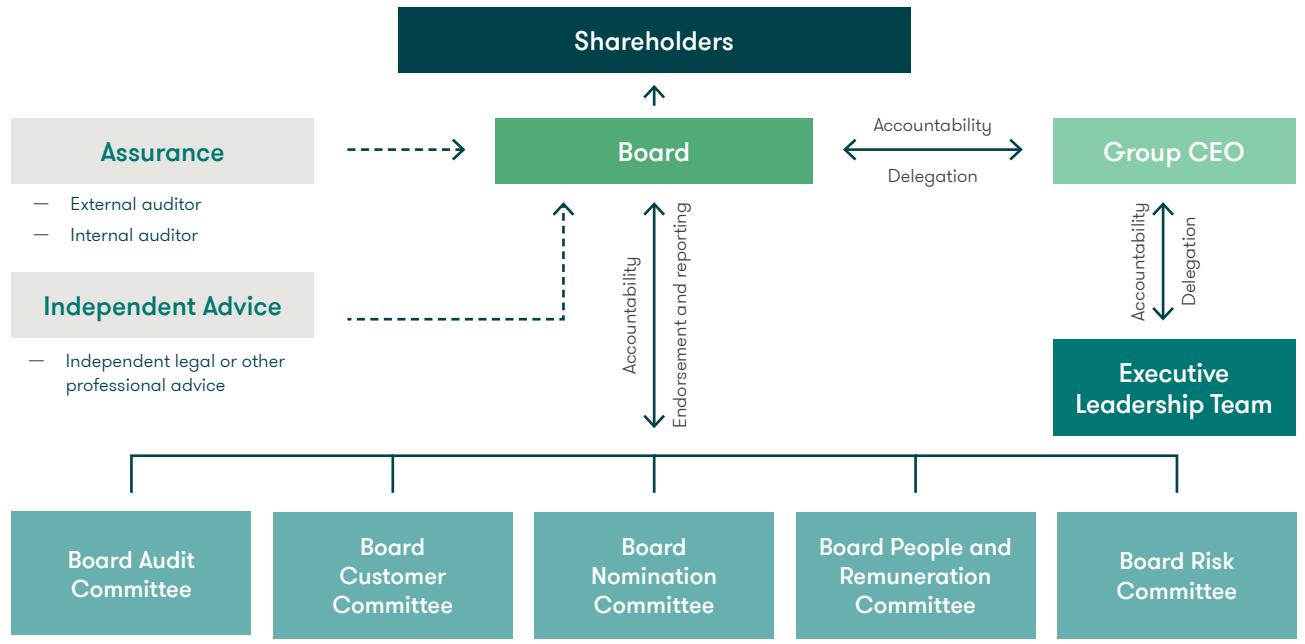 Shareholders
Assurance
— External auditor
— Internal auditor
Board
Accountability
Delegation
Group CEO
Independent Advice
— Independent legal or other
professional advice
Accountability
Endorsement and reporting
Accountability
Delegation
Executive
Leadership Team
Board Audit
Committee
Board
Customer
Committee
Board
Nomination
Committee
Board People and
Remuneration
Committee
Board Risk
Committee